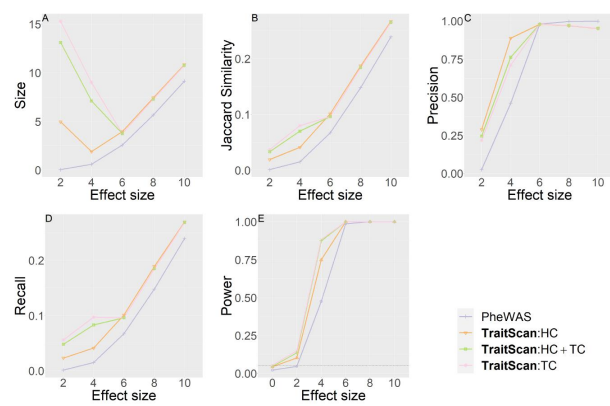 A
15
10
5
0
Size
2 4 6 8 10
Effect size
B
0.2
0.1
0.0
Jaccard Similarity
2 4 6 8 10
Effect size
C
1.00
0.75
0.50
0.25
0.00
Precision
2 4 6 8 10
Effect size
D
0.2
0.1
0.0
Recall
2 4 6 8 10
Effect size
E
1.00
0.75
0.50
0.25
0.00
Power
0 2 4 6 8 10
Effect size
PheWAS
TraitScan:HC
TraitScan:HC + TC
TraitScan:TC